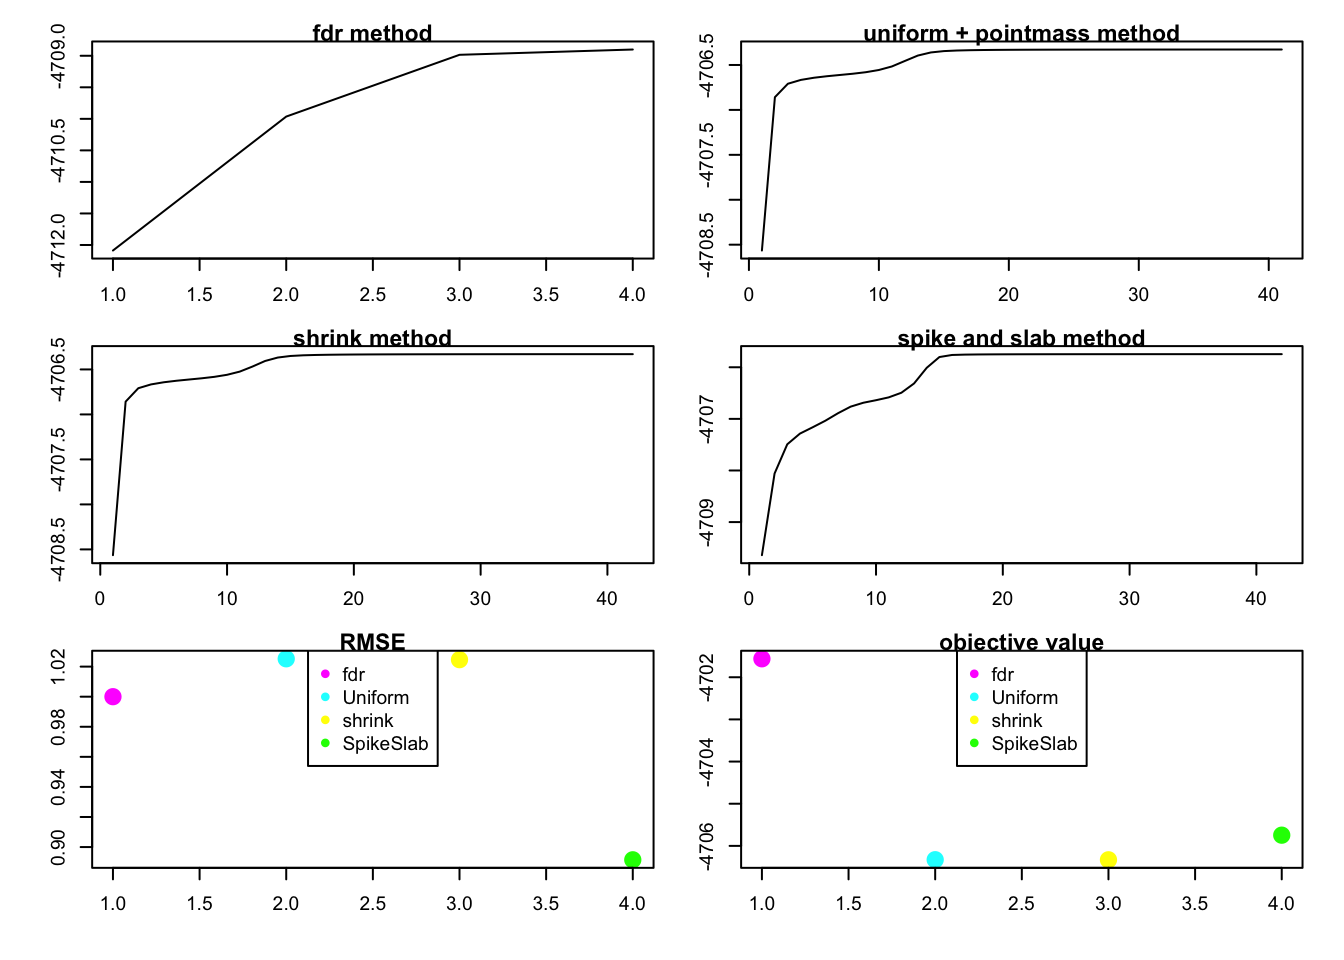 fdr method
-4709.0
-4710.5
-4712.0
1.0 1.5 2.0 2.5 3.0 3.5 4.0
uniform + pointmass method
-4706.5
-4707.5
-4708.5
0 10 20 30 40
shrink method
-4706.5
-4707.5
-4708.5
0 10 20 30 40
spike and slab method
-4707
-4709
0 10 20 30 40
RMSE
1.02
0.98
0.94
0.90
fdr
Uniform
shrink
SpikeSlab
1.0 1.5 2.0 2.5 3.0 3.5 4.0
objective value
-4702
-4704
-4706
fdr
Uniform
shrink
SpikeSlab
1.0 1.5 2.0 2.5 3.0 3.5 4.0